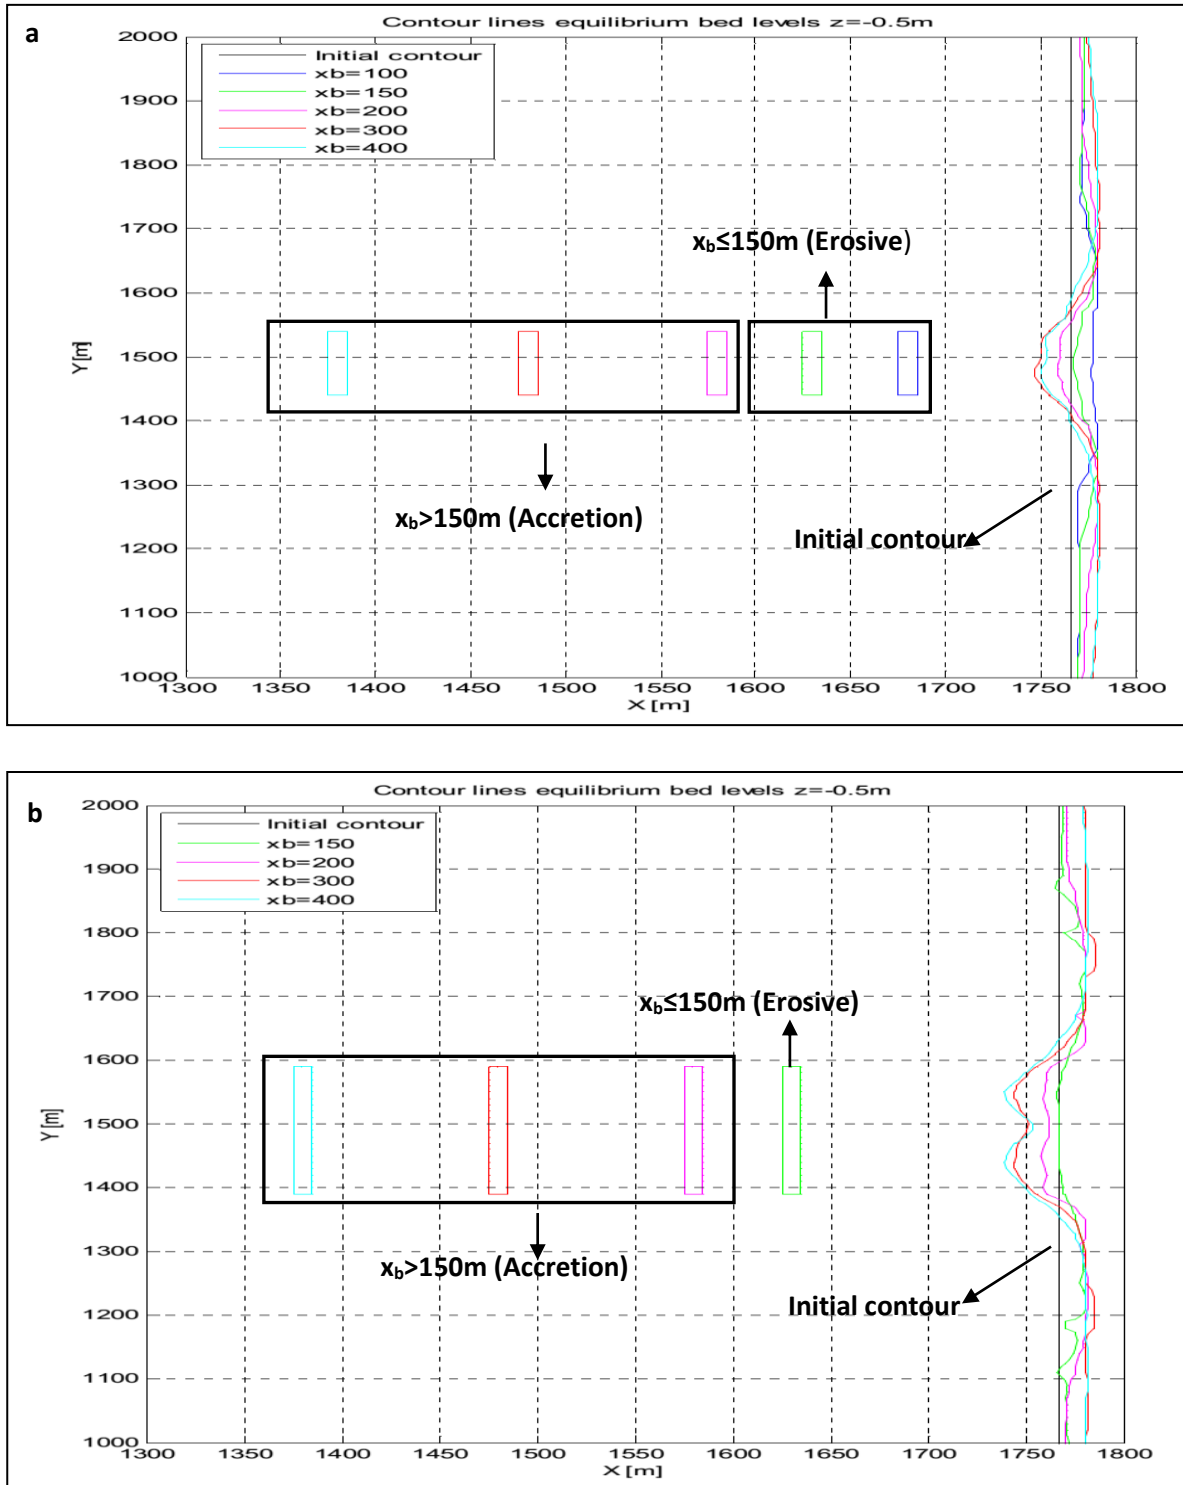 a
Contour lines equilibrium bed levels z=-0.5m
Initial contour
xb=100
xb=150
xb=200
xb=300
xb=400
2000
1900
1800
1700
1600
1500
1400
1300
1200
1100
1000
Y[m]
x_b≤150m (Erosive)
x_b>150m (Accretion)
Initial contour
1300 1350 1400 1450 1500 1550 1600 1650 1700 1750 1800
X [m]
b
Contour lines equilibrium bed levels z=-0.5m
Initial contour
xb=150
xb=200
xb=300
xb=400
2000
1900
1800
1700
1600
1500
1400
1300
1200
1100
1000
Y[m]
x_b≤150m (Erosive)
x_b>150m (Accretion)
Initial contour
1300 1350 1400 1450 1500 1550 1600 1650 1700 1750 1800
X [m]